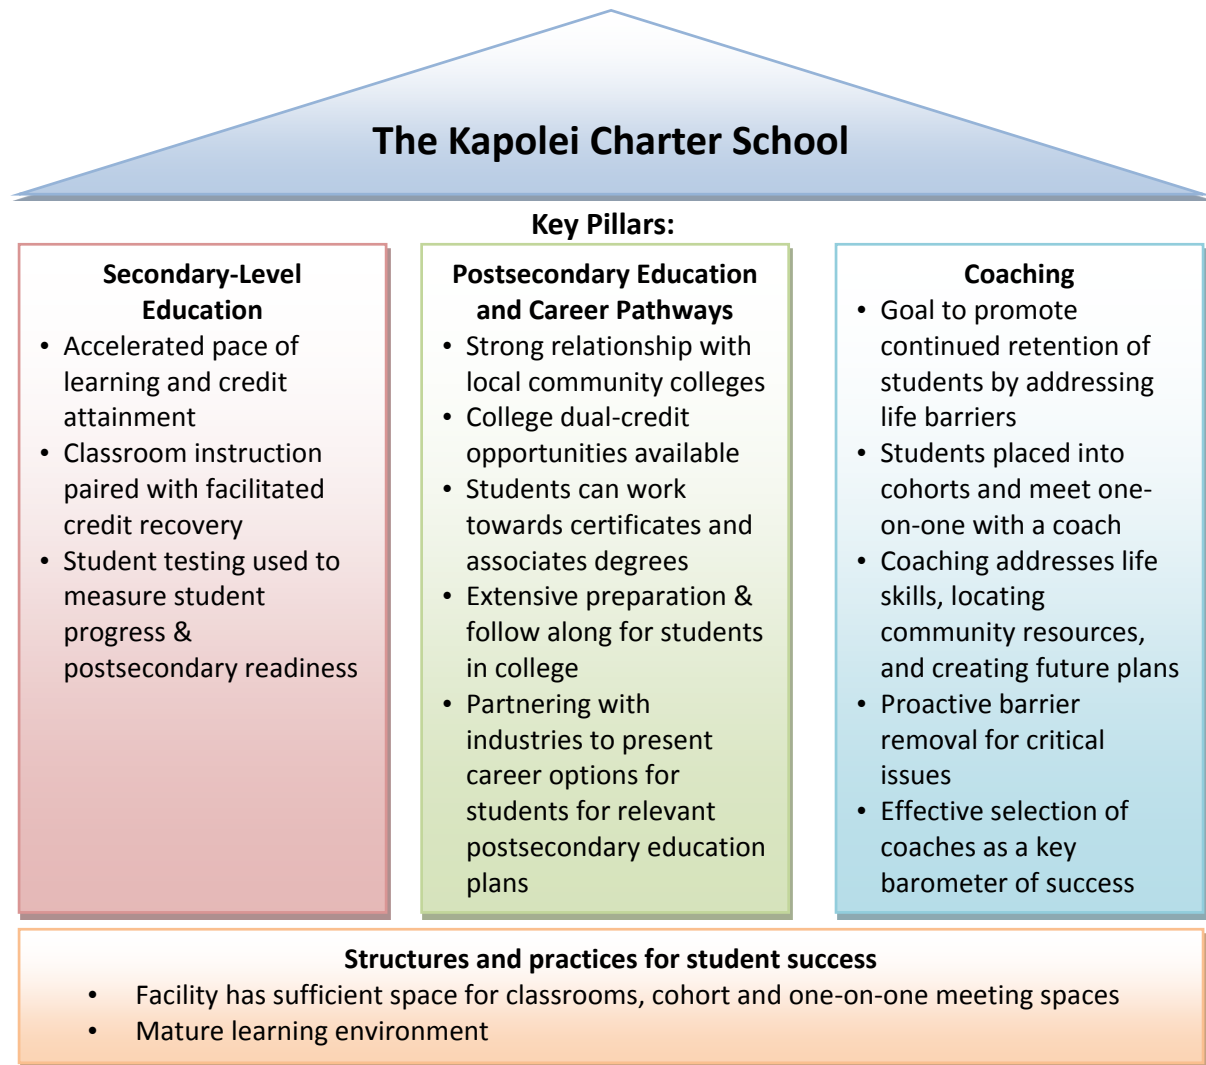 The Kapolei Charter School
Key Pillars:
Secondary-Level
Education
• Accelerated pace of
learning and credit
attainment
• Classroom instruction
paired with facilitated
credit recovery
• Student testing used to
measure student
progress &
postsecondary readiness
Postsecondary Education
and Career Pathways
• Strong relationship with
local community colleges
• College dual-credit
opportunities available
• Students can work
towards certificates and
associates degrees
• Extensive preparation &
follow along for students
in college
• Partnering with
industries to present
career options for
students for relevant
postsecondary education
plans
Coaching
• Goal to promote
continued retention of
students by addressing
life barriers
• Students placed into
cohorts and meet one-
on-one with a coach
• Coaching addresses life
skills, locating
community resources,
and creating future plans
• Proactive barrier
removal for critical
issues
• Effective selection of
coaches as a key
barometer of success
Structures and practices for student success
• Facility has sufficient space for classrooms, cohort and one-on-one meeting spaces
• Mature learning environment